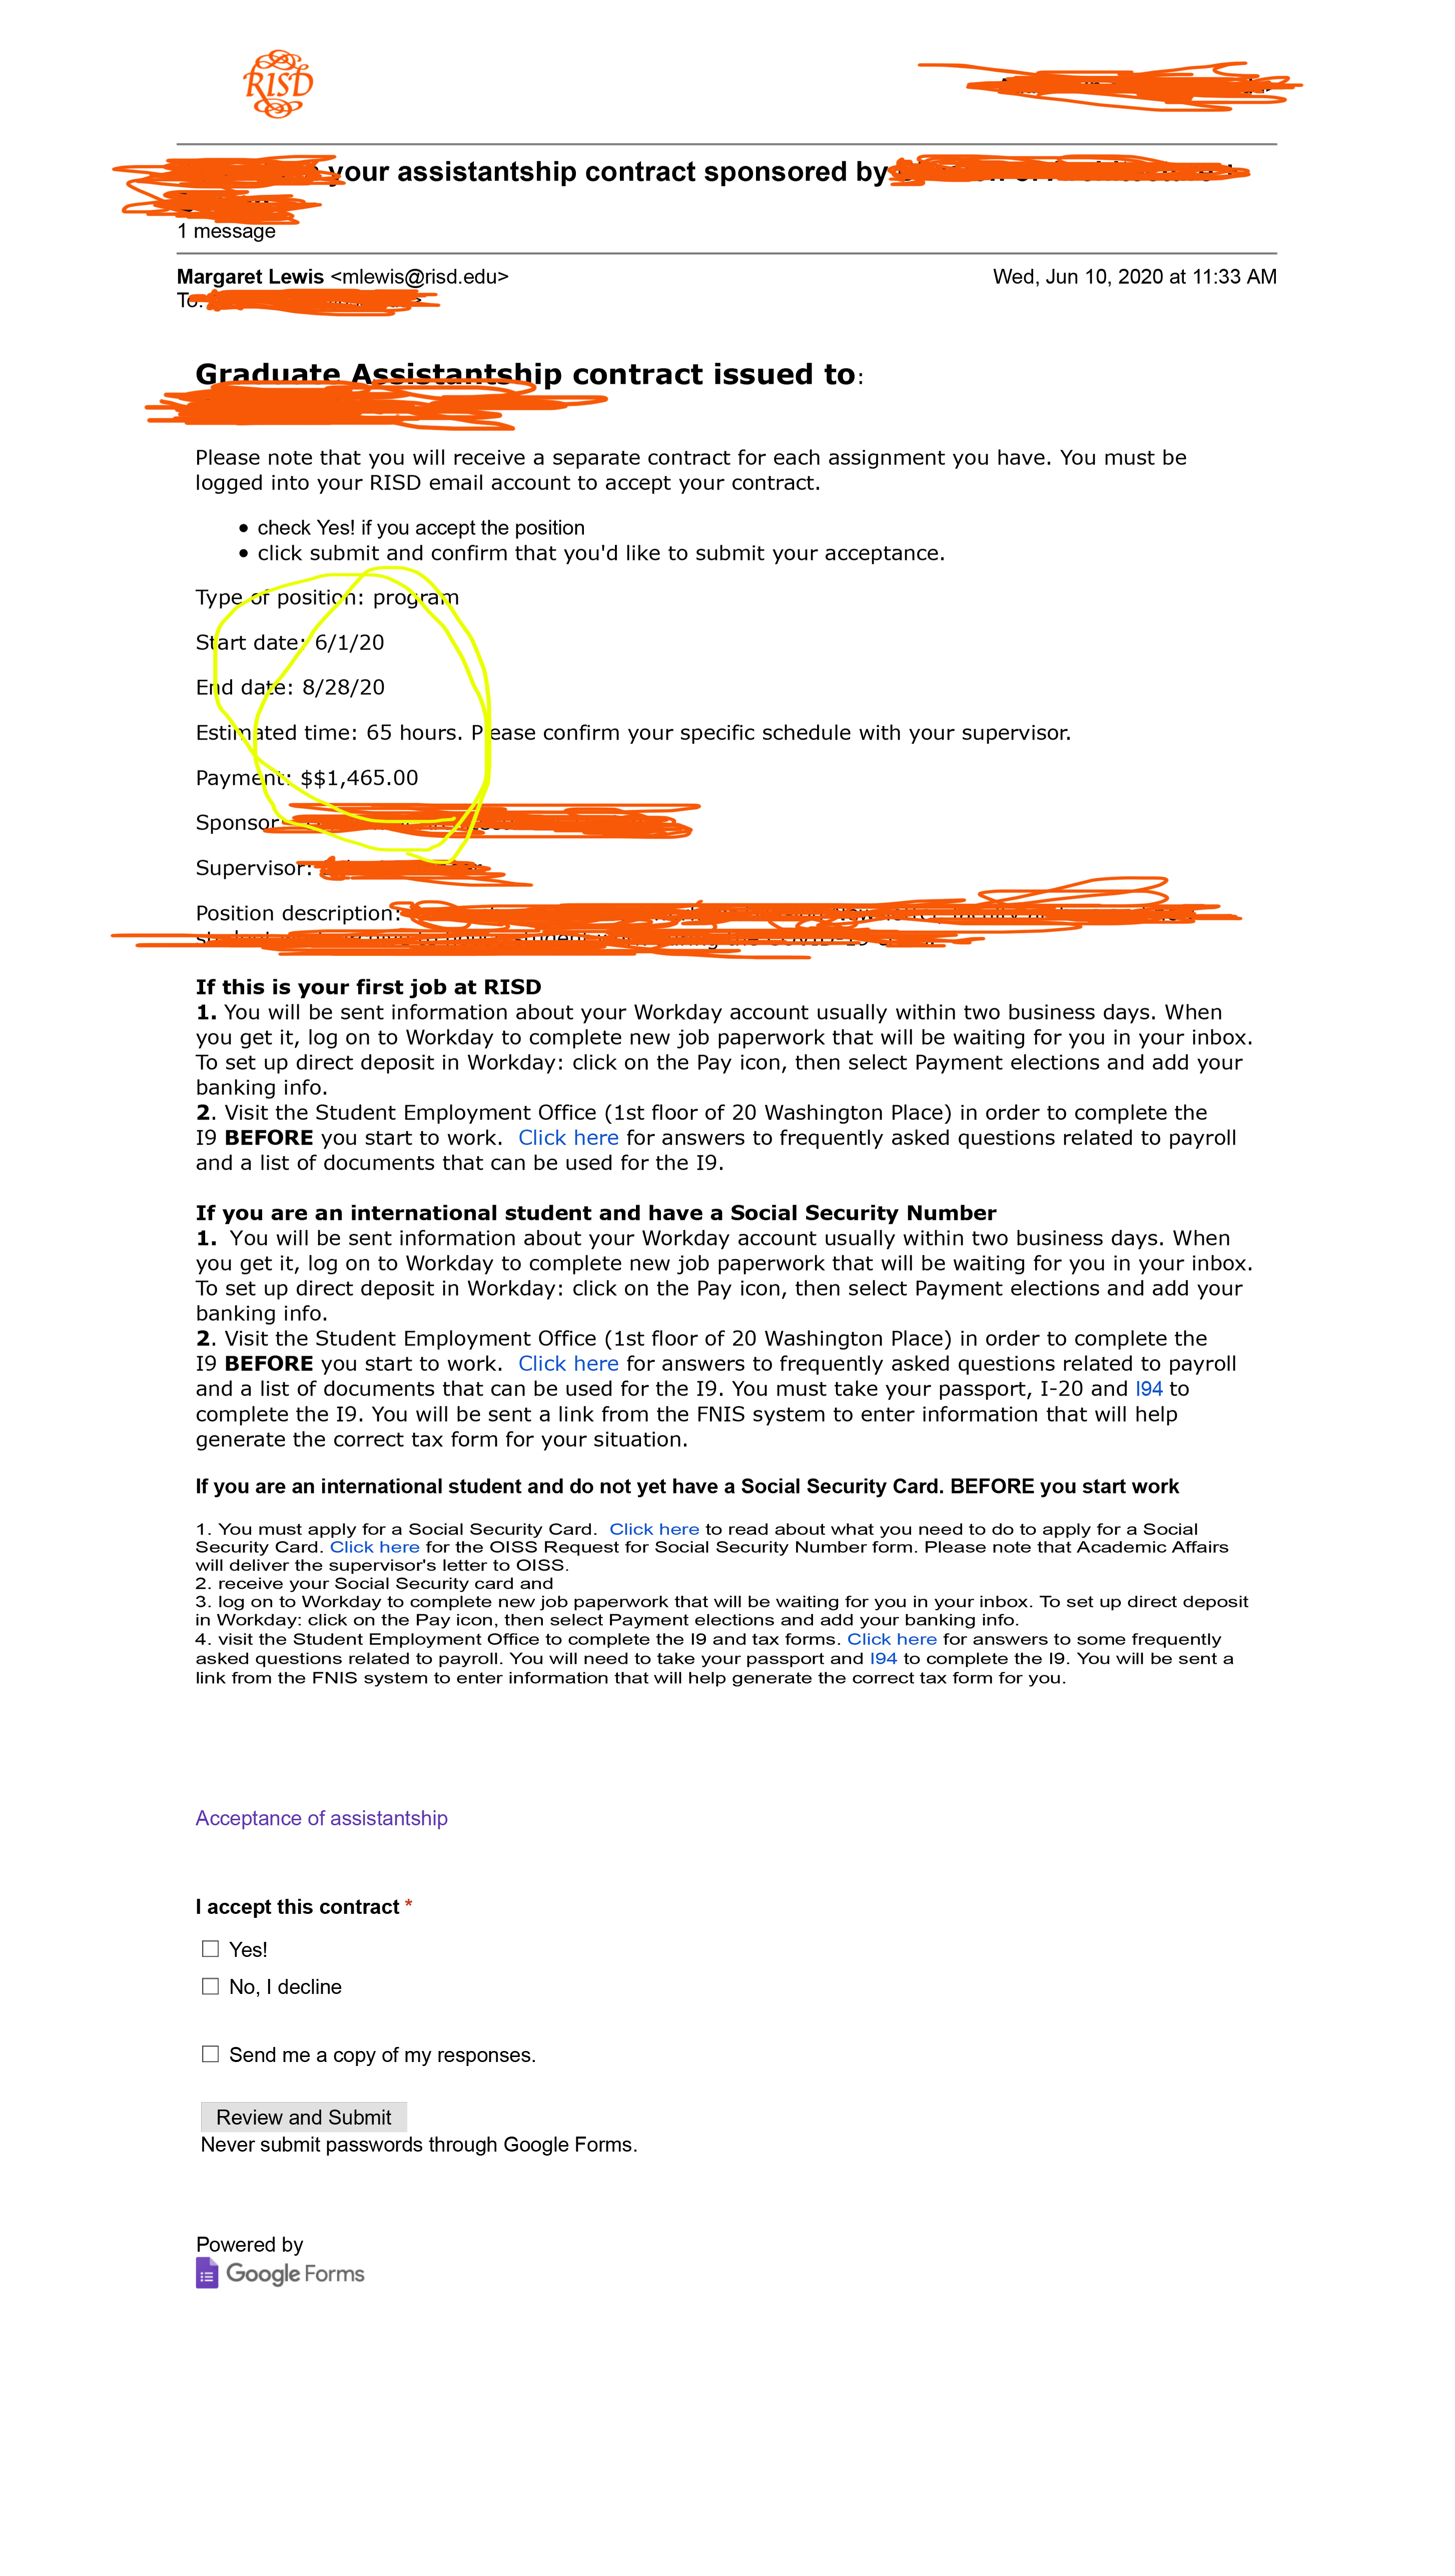 RISD
your assistantship contract sponsored by
1 message
Margaret Lewis <mlewis@risd.edu>
Wed, Jun 10, 2020 at 11:33 AM
To:
Graduate Assistantship contract issued to:
Please note that you will receive a separate contract for each assignment you have. You must be
logged into your RISD email account to accept your contract.
• check Yes! if you accept the position
• click submit and confirm that you'd like to submit your acceptance.
Type of position: program
Start date: 6/1/20
End date: 8/28/20
Estimated time: 65 hours. Please confirm your specific schedule with your supervisor.
Payment: $$1,465.00
Sponsor
Supervisor:
Position description:
If this is your first job at RISD
1. You will be sent information about your Workday account usually within two business days. When
you get it, log on to Workday to complete new job paperwork that will be waiting for you in your inbox.
To set up direct deposit in Workday: click on the Pay icon, then select Payment elections and add your
banking info.
2. Visit the Student Employment Office (1st floor of 20 Washington Place) in order to complete the
I9 BEFORE you start to work. Click here for answers to frequently asked questions related to payroll
and a list of documents that can be used for the I9.
If you are an international student and have a Social Security Number
1. You will be sent information about your Workday account usually within two business days. When
you get it, log on to Workday to complete new job paperwork that will be waiting for you in your inbox.
To set up direct deposit in Workday: click on the Pay icon, then select Payment elections and add your
banking info.
2. Visit the Student Employment Office (1st floor of 20 Washington Place) in order to complete the
I9 BEFORE you start to work. Click here for answers to frequently asked questions related to payroll
and a list of documents that can be used for the I9. You must take your passport, I-20 and I94 to
complete the I9. You will be sent a link from the FNIS system to enter information that will help
generate the correct tax form for your situation.
If you are an international student and do not yet have a Social Security Card. BEFORE you start work
1. You must apply for a Social Security Card. Click here to read about what you need to do to apply for a Social
Security Card. Click here for the OISS Request for Social Security Number form. Please note that Academic Affairs
will deliver the supervisor's letter to OISS.
2. receive your Social Security card and
3. log on to Workday to complete new job paperwork that will be waiting for you in your inbox. To set up direct deposit
in Workday: click on the Pay icon, then select Payment elections and add your banking info.
4. visit the Student Employment Office to complete the I9 and tax forms. Click here for answers to some frequently
asked questions related to payroll. You will need to take your passport and I94 to complete the I9. You will be sent a
link from the FNIS system to enter information that will help generate the correct tax form for you.
Acceptance of assistantship
I accept this contract *
Yes!
No, I decline
Send me a copy of my responses.
Review and Submit
Never submit passwords through Google Forms.
Powered by
Google Forms